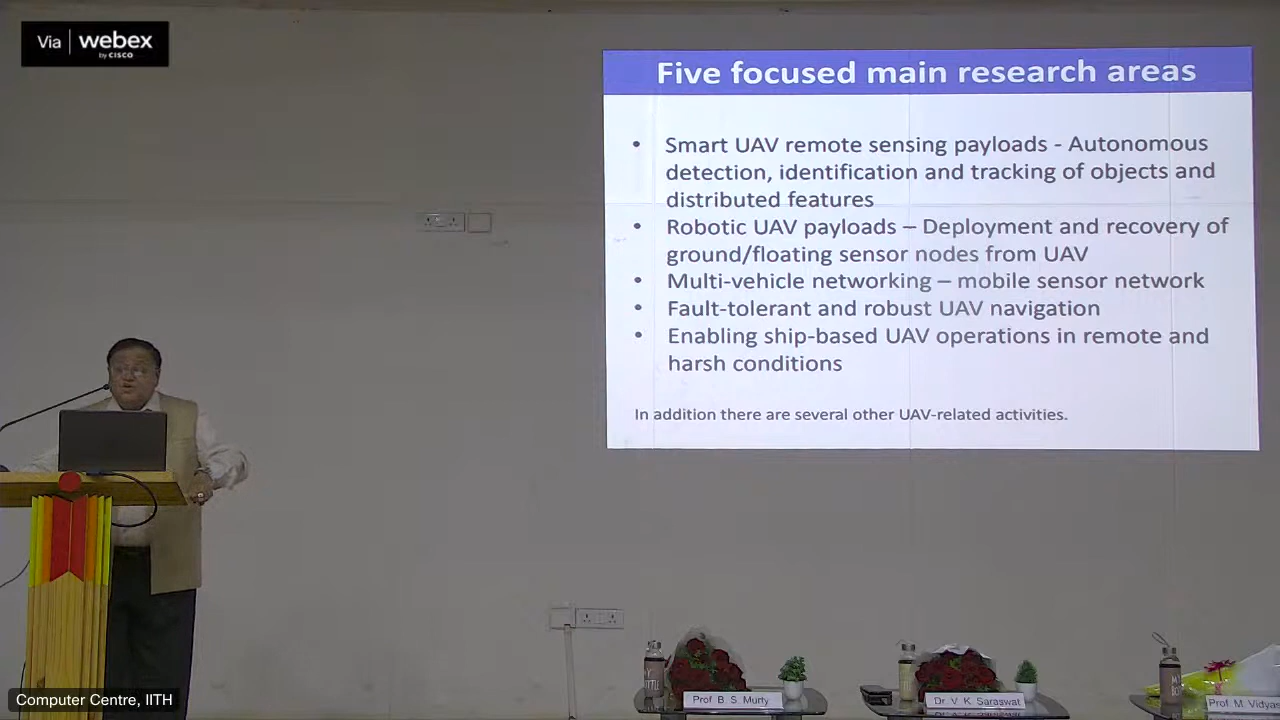 Via webex
by CISCO
Five focused main research areas
• Smart UAV remote sensing payloads - Autonomous
detection, identification and tracking of objects and
distributed features
• Robotic UAV payloads – Deployment and recovery of
ground/floating sensor nodes from UAV
• Multi-vehicle networking – mobile sensor network
• Fault-tolerant and robust UAV navigation
• Enabling ship-based UAV operations in remote and
harsh conditions
In addition there are several other UAV-related activities.
Prof B. S. Murty
Dr. V. K. Saraswat
Prof. M. Vidyas
Computer Centre, IITH